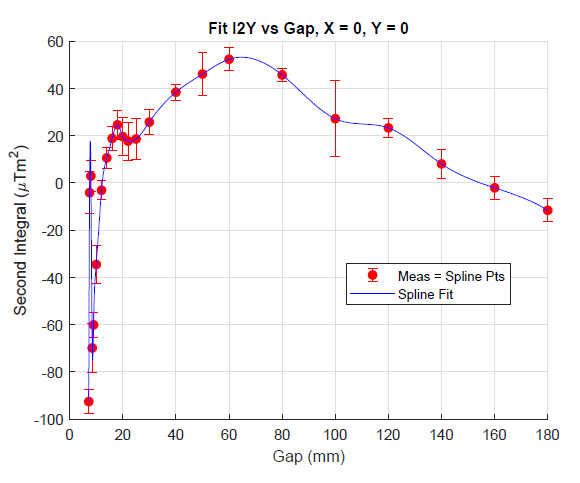 Fit I2Y vs Gap, X = 0, Y = 0
Second Integral (μTm²)
60
40
20
0
-20
-40
-60
-80
-100
Meas = Spline Pts
Spline Fit
0 20 40 60 80 100 120 140 160 180
Gap (mm)